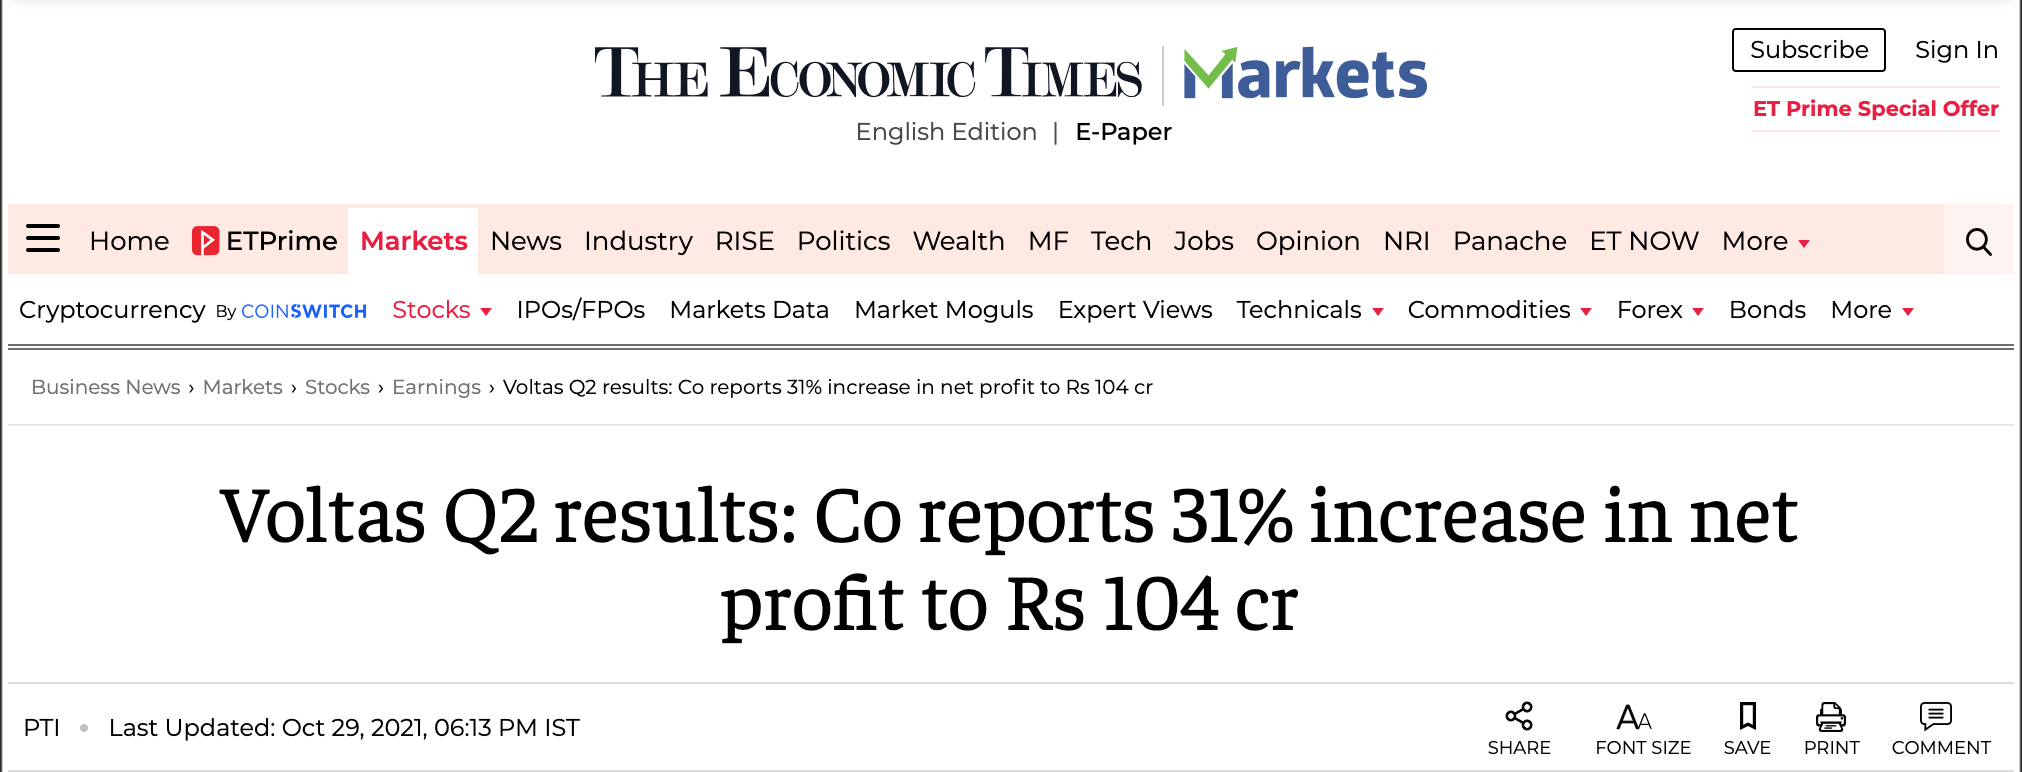 THE ECONOMIC TIMES | Markets
Subscribe Sign In
ET Prime Special Offer
English Edition | E-Paper
Home ETPrime Markets News Industry RISE Politics Wealth MF Tech Jobs Opinion NRI Panache ET NOW More
Cryptocurrency By COINSWITCH Stocks IPOs/FPOs Markets Data Market Moguls Expert Views Technicals Commodities Forex Bonds More
Business News › Markets › Stocks › Earnings › Voltas Q2 results: Co reports 31% increase in net profit to Rs 104 cr
Voltas Q2 results: Co reports 31% increase in net
profit to Rs 104 cr
PTI • Last Updated: Oct 29, 2021, 06:13 PM IST
SHARE AA FONT SIZE SAVE PRINT COMMENT